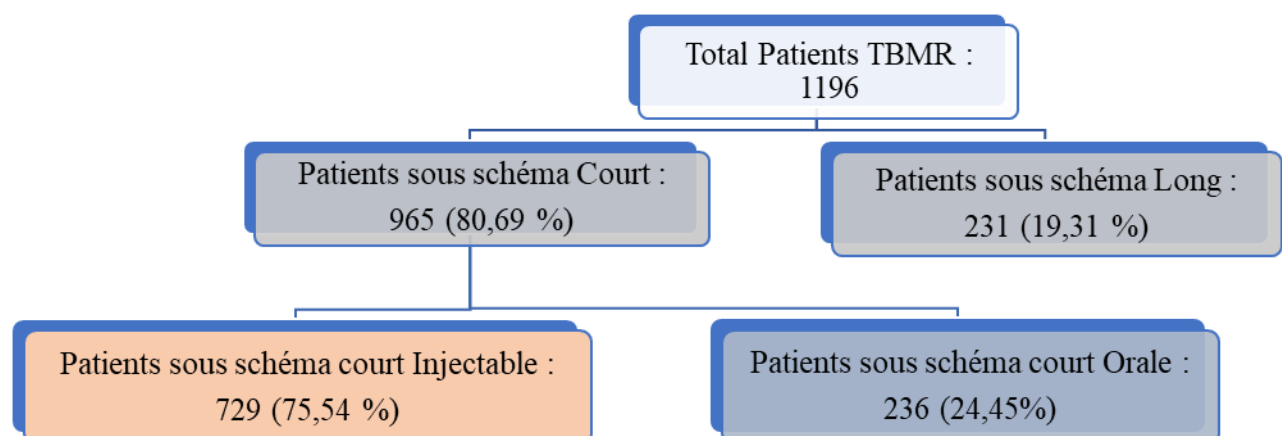 Total Patients TBMR :
1196
Patients sous schéma Court :
965 (80,69 %)
Patients sous schéma Long :
231 (19,31 %)
Patients sous schéma court Injectable :
729 (75,54 %)
Patients sous schéma court Orale :
236 (24,45%)